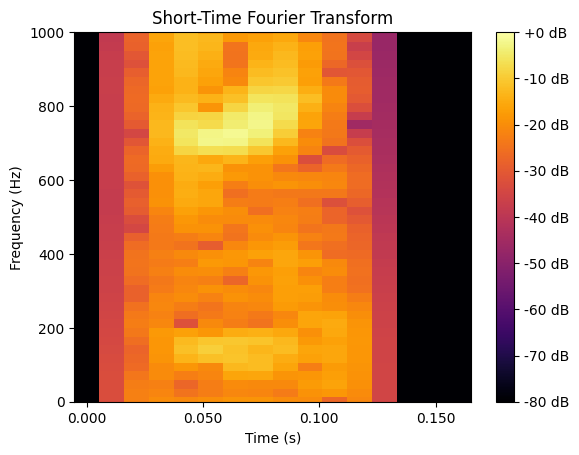 Short-Time Fourier Transform
1000
800
600
400
200
0
Frequency (Hz)
0.000
0.050
0.100
0.150
Time (s)
+0 dB
-10 dB
-20 dB
-30 dB
-40 dB
-50 dB
-60 dB
-70 dB
-80 dB